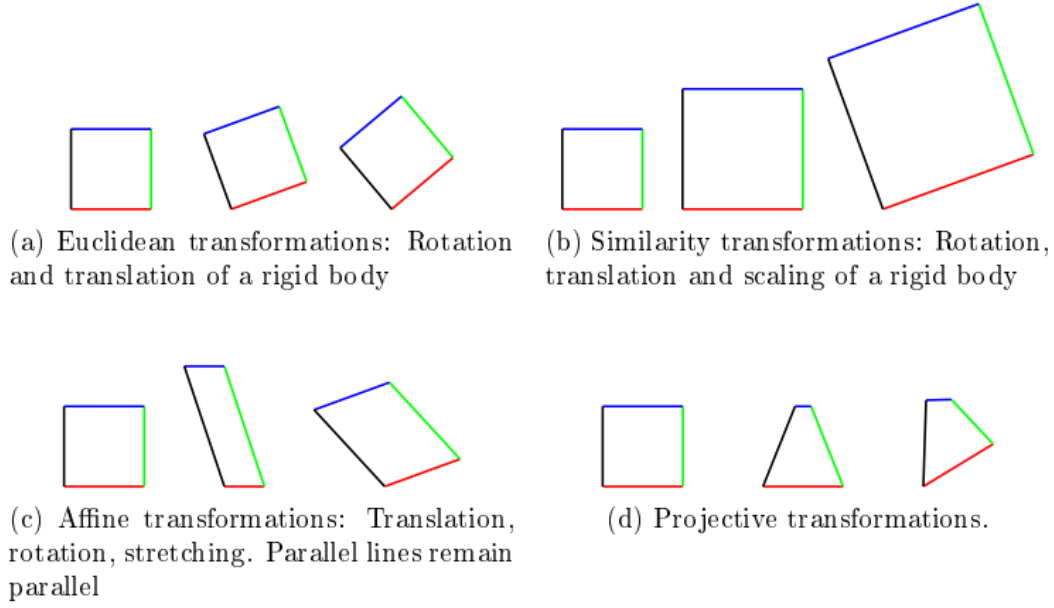 (a) Euclidean transformations: Rotation
and translation of a rigid body
(b) Similarity transformations: Rotation,
translation and scaling of a rigid body
(c) Affine transformations: Translation,
rotation, stretching. Parallel lines remain
parallel
(d) Projective transformations.